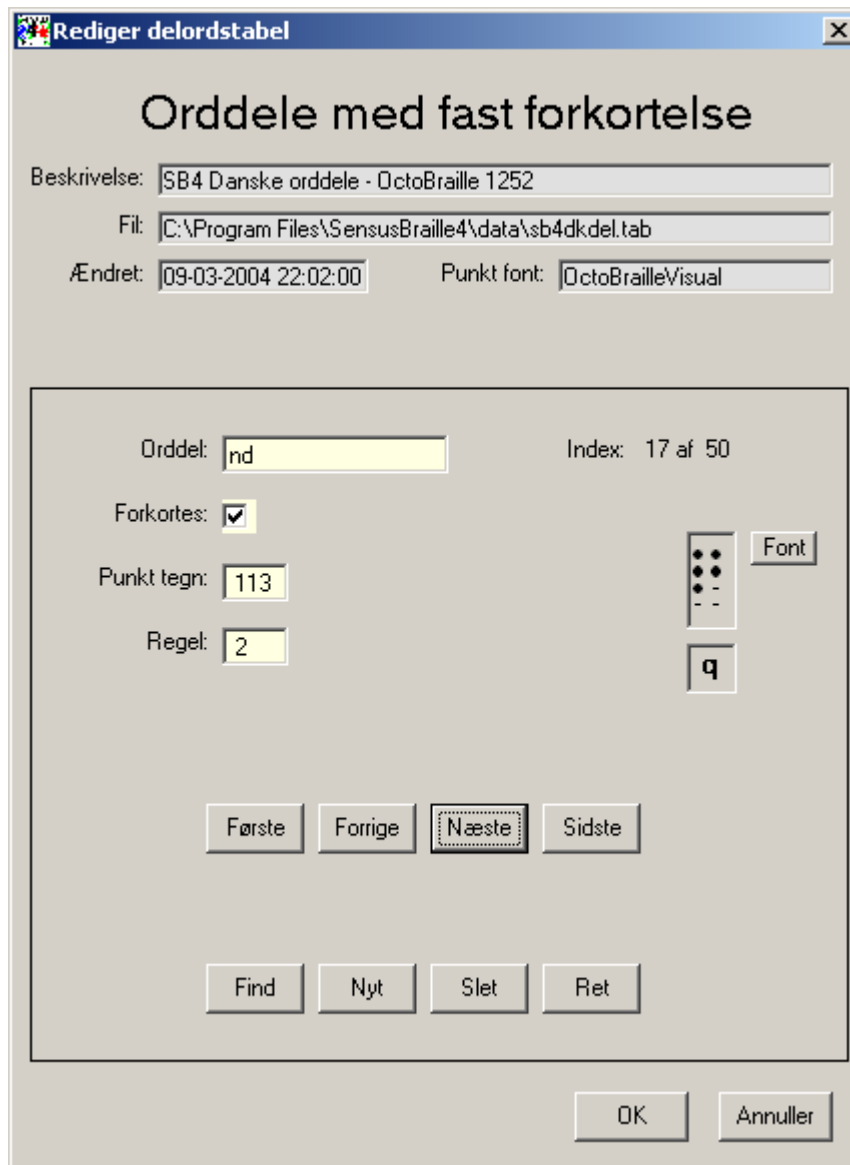 Rediger delordstabel
Orddele med fast forkortelse
Beskrivelse: SB4 Danske orddele - OctoBraille 1252
Fil: C:\Program Files\SensusBraille4\data\sb4dkdel.tab
Ændret: 09-03-2004 22:02:00 Punkt font: OctoBrailleVisual
Orddel: nd Index: 17 af 50
Forkortes:
Font
Punkt tegn: 113
Regel: 2
q
Første Forrige Næste Sidste
Find Nyt Slet Ret
OK Annuller